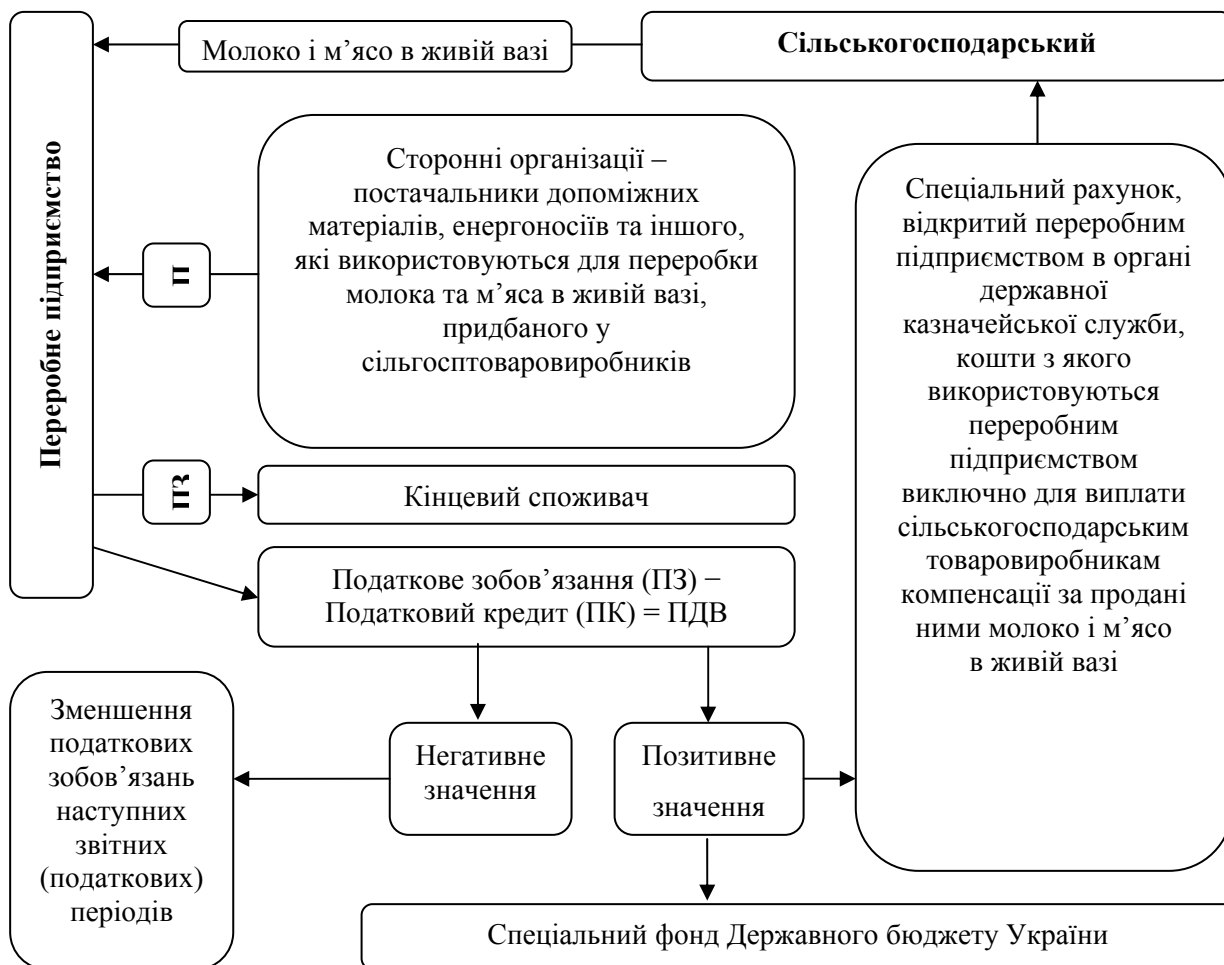 Молоко і м’ясо в живій вазі
Сільськогосподарський
Переробне підприємство
Сторонні організації –
постачальники допоміжних
матеріалів, енергоносіїв та іншого,
які використовуються для переробки
молока та м’яса в живій вазі,
придбаного у
сільгосптоваровиробників
П
Спеціальний рахунок,
відкритий переробним
підприємством в органі
державної
казначейської служби,
кошти з якого
використовуються
переробним
підприємством
виключно для виплати
сільськогосподарським
товаровиробникам
компенсації за продані
ними молоко і м’ясо
в живій вазі
ПЗ
Кінцевий споживач
Податкове зобов’язання (ПЗ) −
Податковий кредит (ПК) = ПДВ
Зменшення
податкових
зобов’язань
наступних
звітних
(податкових)
періодів
Негативне
значення
Позитивне
значення
Спеціальний фонд Державного бюджету України